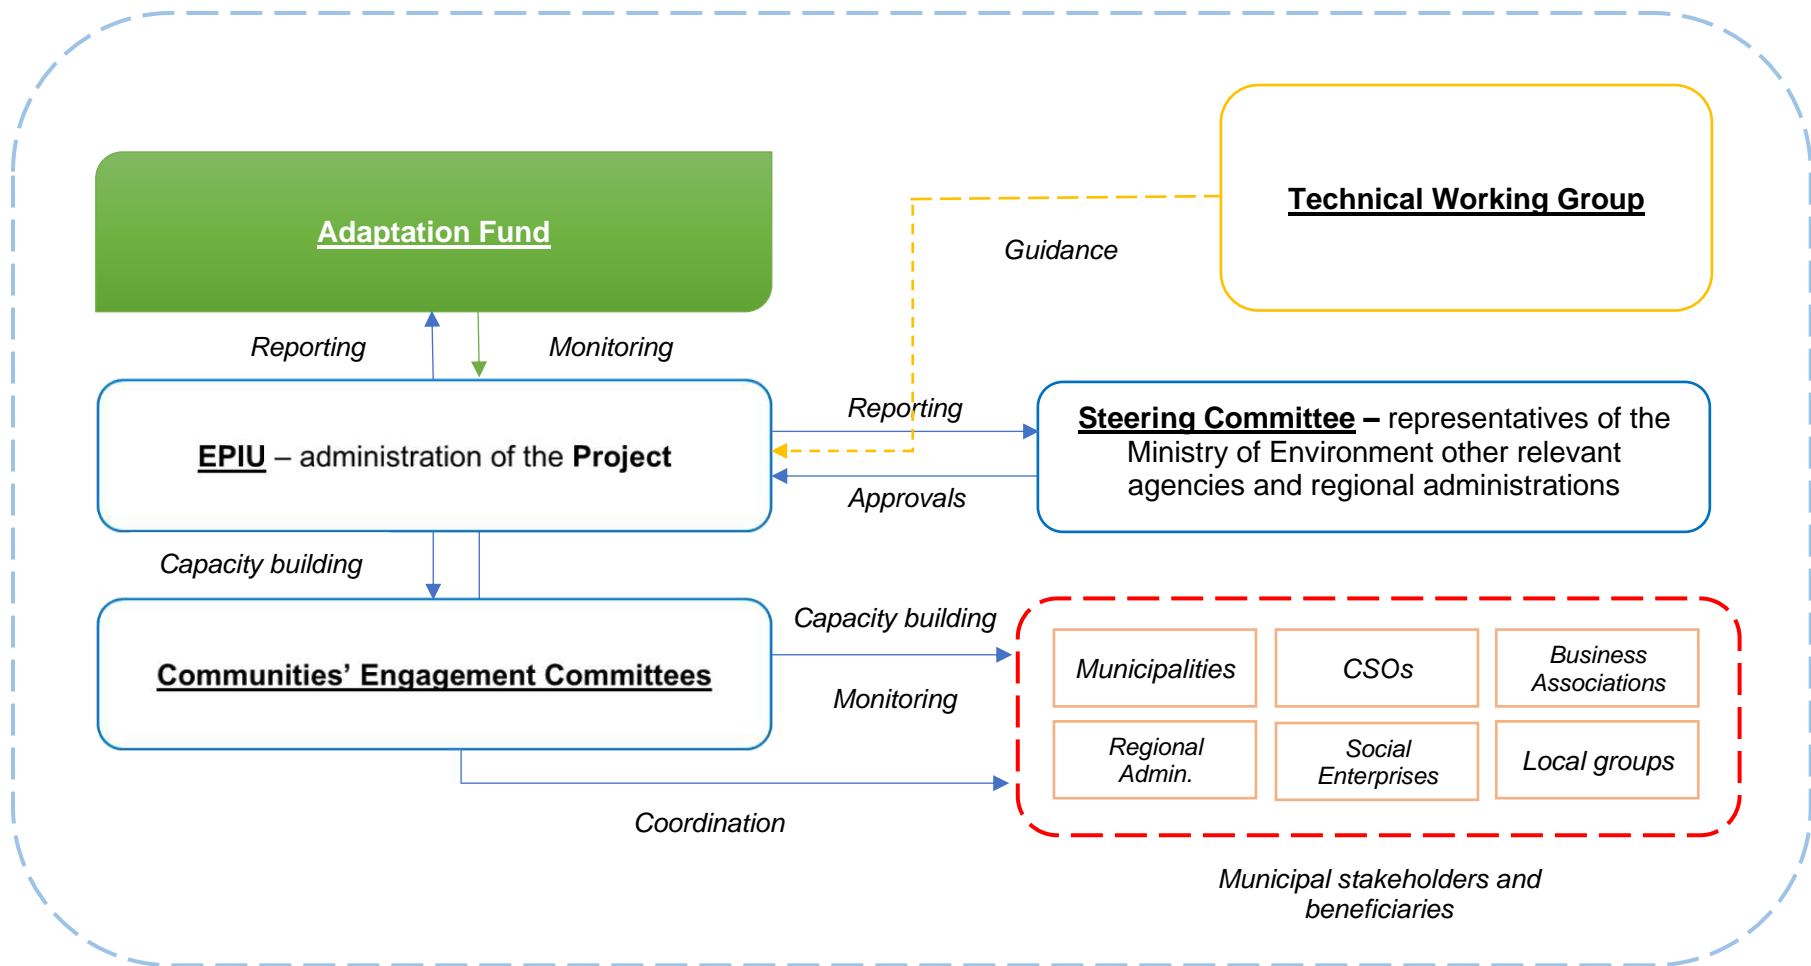 Adaptation Fund
Technical Working Group
Guidance
Reporting
Monitoring
EPIU – administration of the Project
Reporting
Approvals
Steering Committee – representatives of the
Ministry of Environment other relevant
agencies and regional administrations
Capacity building
Communities’ Engagement Committees
Capacity building
Monitoring
Coordination
Municipalities
CSOs
Business
Associations
Regional
Admin.
Social
Enterprises
Local groups
Municipal stakeholders and
beneficiaries